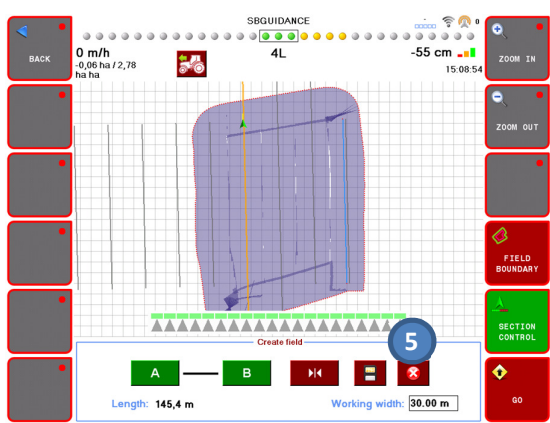 SBGUIDANCE
-
0
BACK
0 m/h
-0,06 ha / 2,78
ha ha
4L
-55 cm
15:08:54
ZOOM IN
ZOOM OUT
FIELD
BOUNDARY
SECTION
CONTROL
GO
5
Create field
A
B
Length: 145,4 m
Working width: 30.00 m